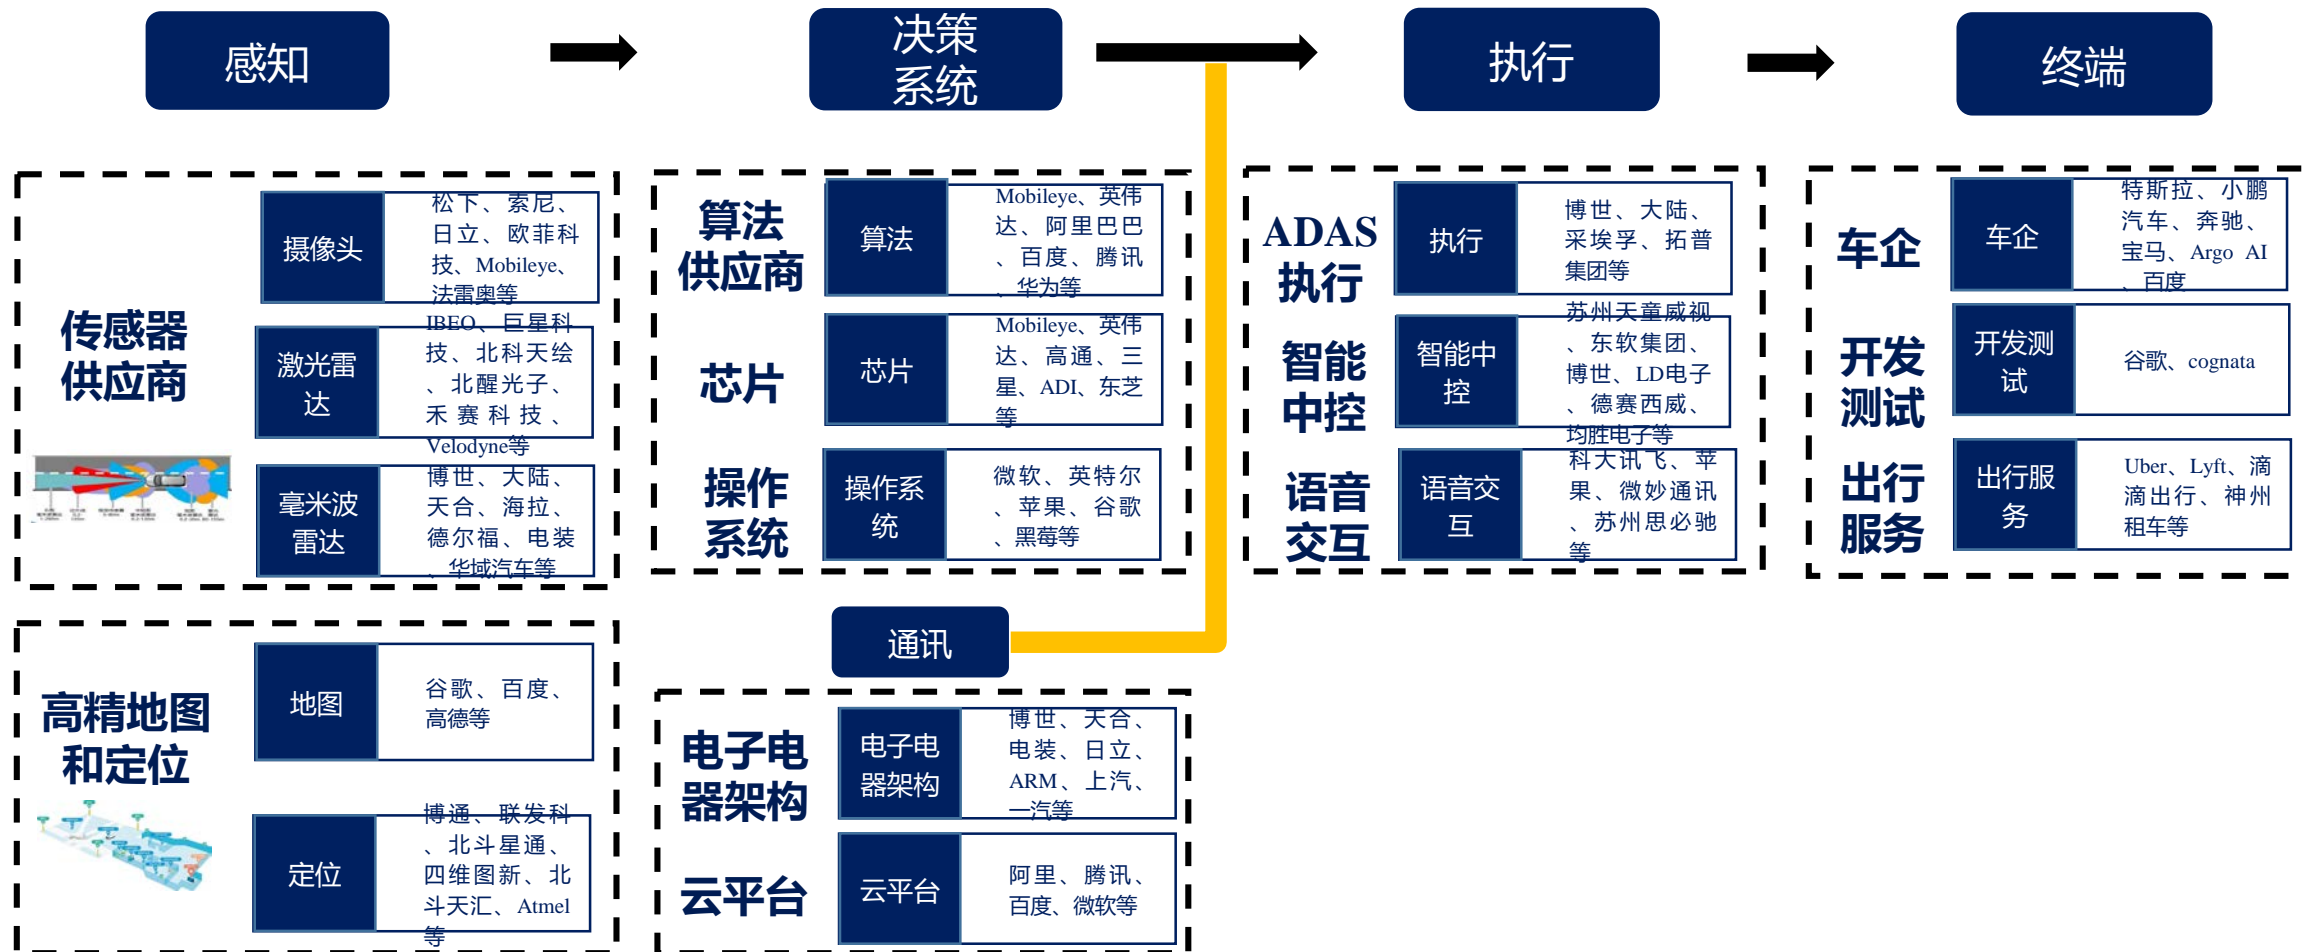 感知
决策
系统
执行
终端
传感器
供应商
摄像头
松下、索尼、
日立、欧菲科
技、Mobileye、
法雷奥等
激光雷
达
IBEO、巨星科
技、北科天绘
、北醒光子、
禾赛科技、
Velodyne等
毫米波
雷达
博世、大陆、
天合、海拉、
德尔福、电装
、华域汽车等
高精地图
和定位
地图
谷歌、百度、
高德等
定位
博通、联发科
、北斗星通、
四维图新、北
斗天汇、Atmel
等
算法
供应商
算法
Mobileye、英伟
达、阿里巴巴
、百度、腾讯
、华为等
芯片
芯片
Mobileye、英伟
达、高通、三
星、ADI、东芝
等
操作
系统
操作系
统
微软、英特尔
、苹果、谷歌
、黑莓等
通讯
电子电
器架构
电子电
器架构
博世、天合、
电装、日立、
ARM、上汽、
一汽等
云平台
云平台
阿里、腾讯、
百度、微软等
ADAS
执行
执行
博世、大陆、
采埃孚、拓普
集团等
智能
中控
智能中
控
苏州天童威视
、东软集团、
博世、LD电子
、德赛西威、
均胜电子等
语音
交互
语音交
互
科大讯飞、苹
果、微妙通讯
、苏州思必驰
等
车企
车企
特斯拉、小鹏
汽车、奔驰、
宝马、Argo AI
、百度
开发
测试
开发测
试
谷歌、cognata
出行
服务
出行服
务
Uber、Lyft、滴
滴出行、神州
租车等